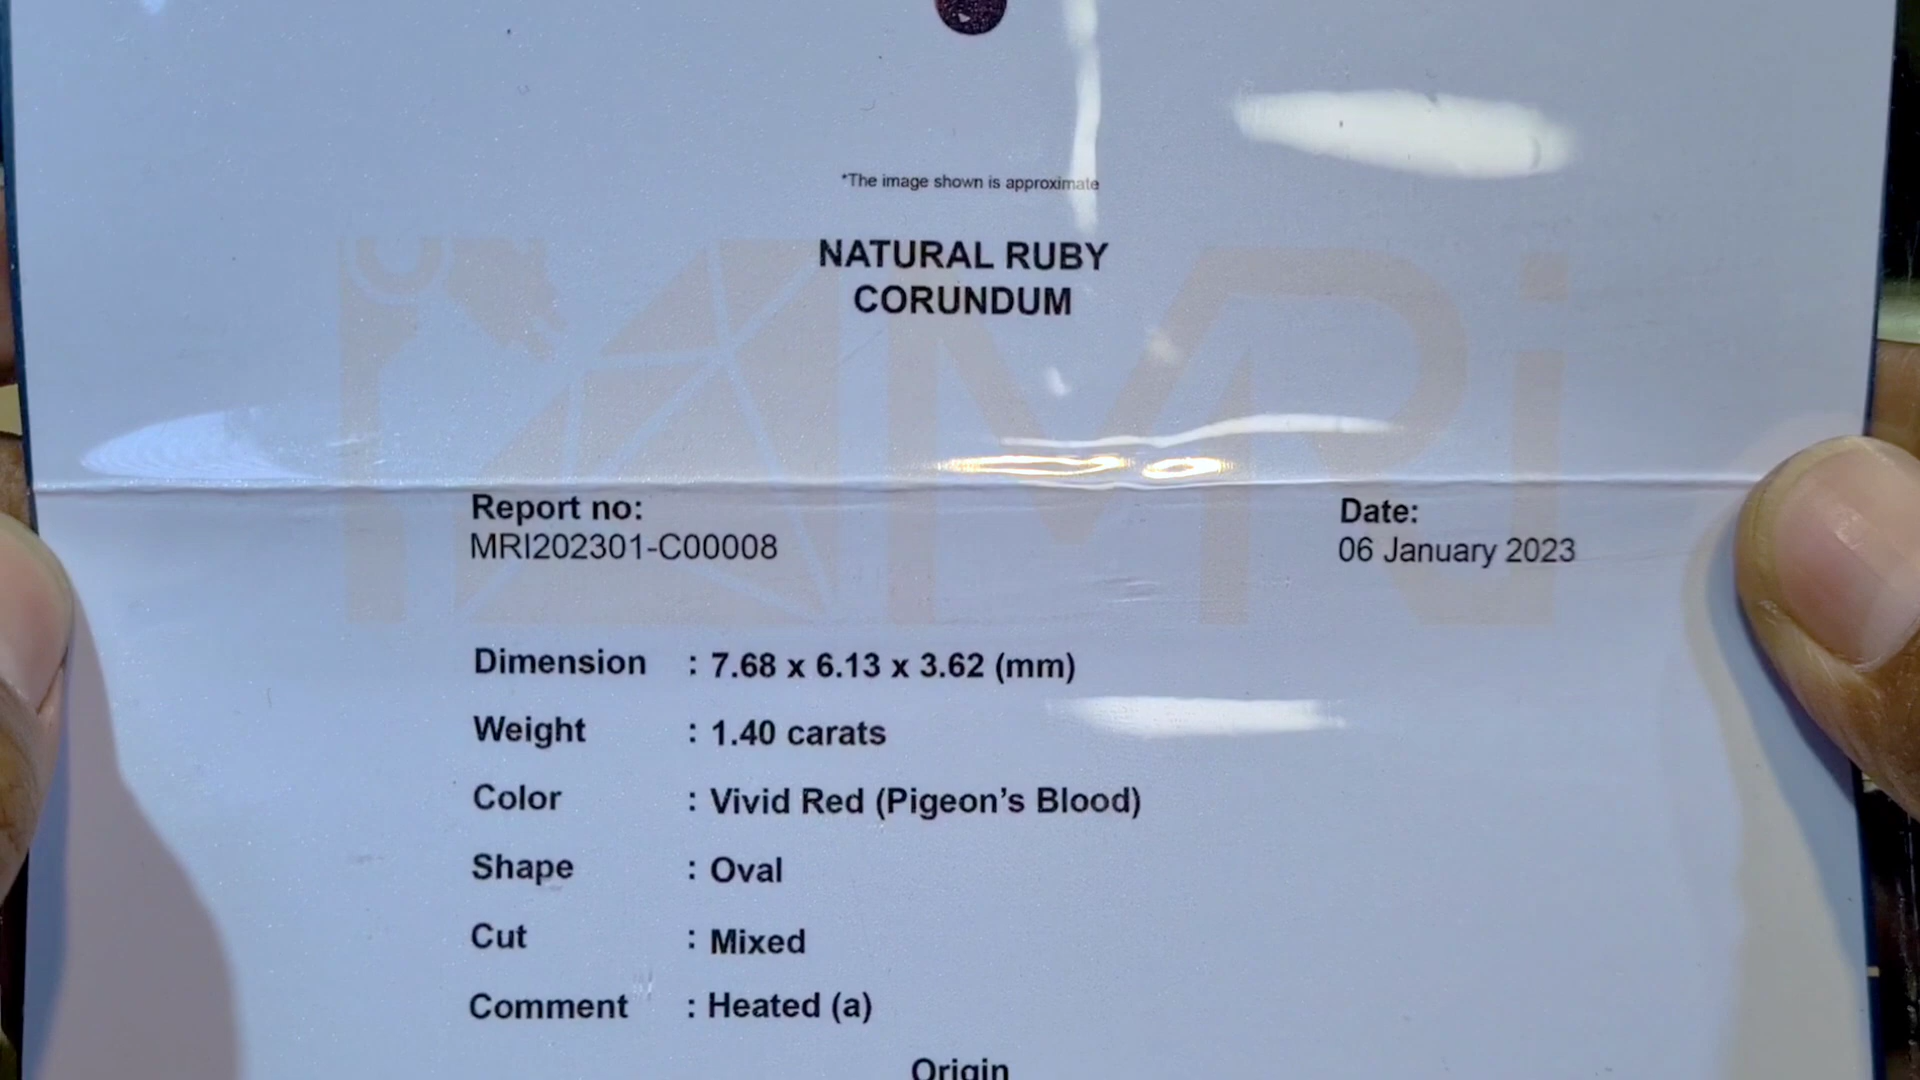 *The image shown is approximate
NATURAL RUBY
CORUNDUM
MRi
Report no:
MRI202301-C00008
Date:
06 January 2023
Dimension : 7.68 x 6.13 x 3.62 (mm)
Weight : 1.40 carats
Color : Vivid Red (Pigeon's Blood)
Shape : Oval
Cut : Mixed
Comment : Heated (a)
Origin